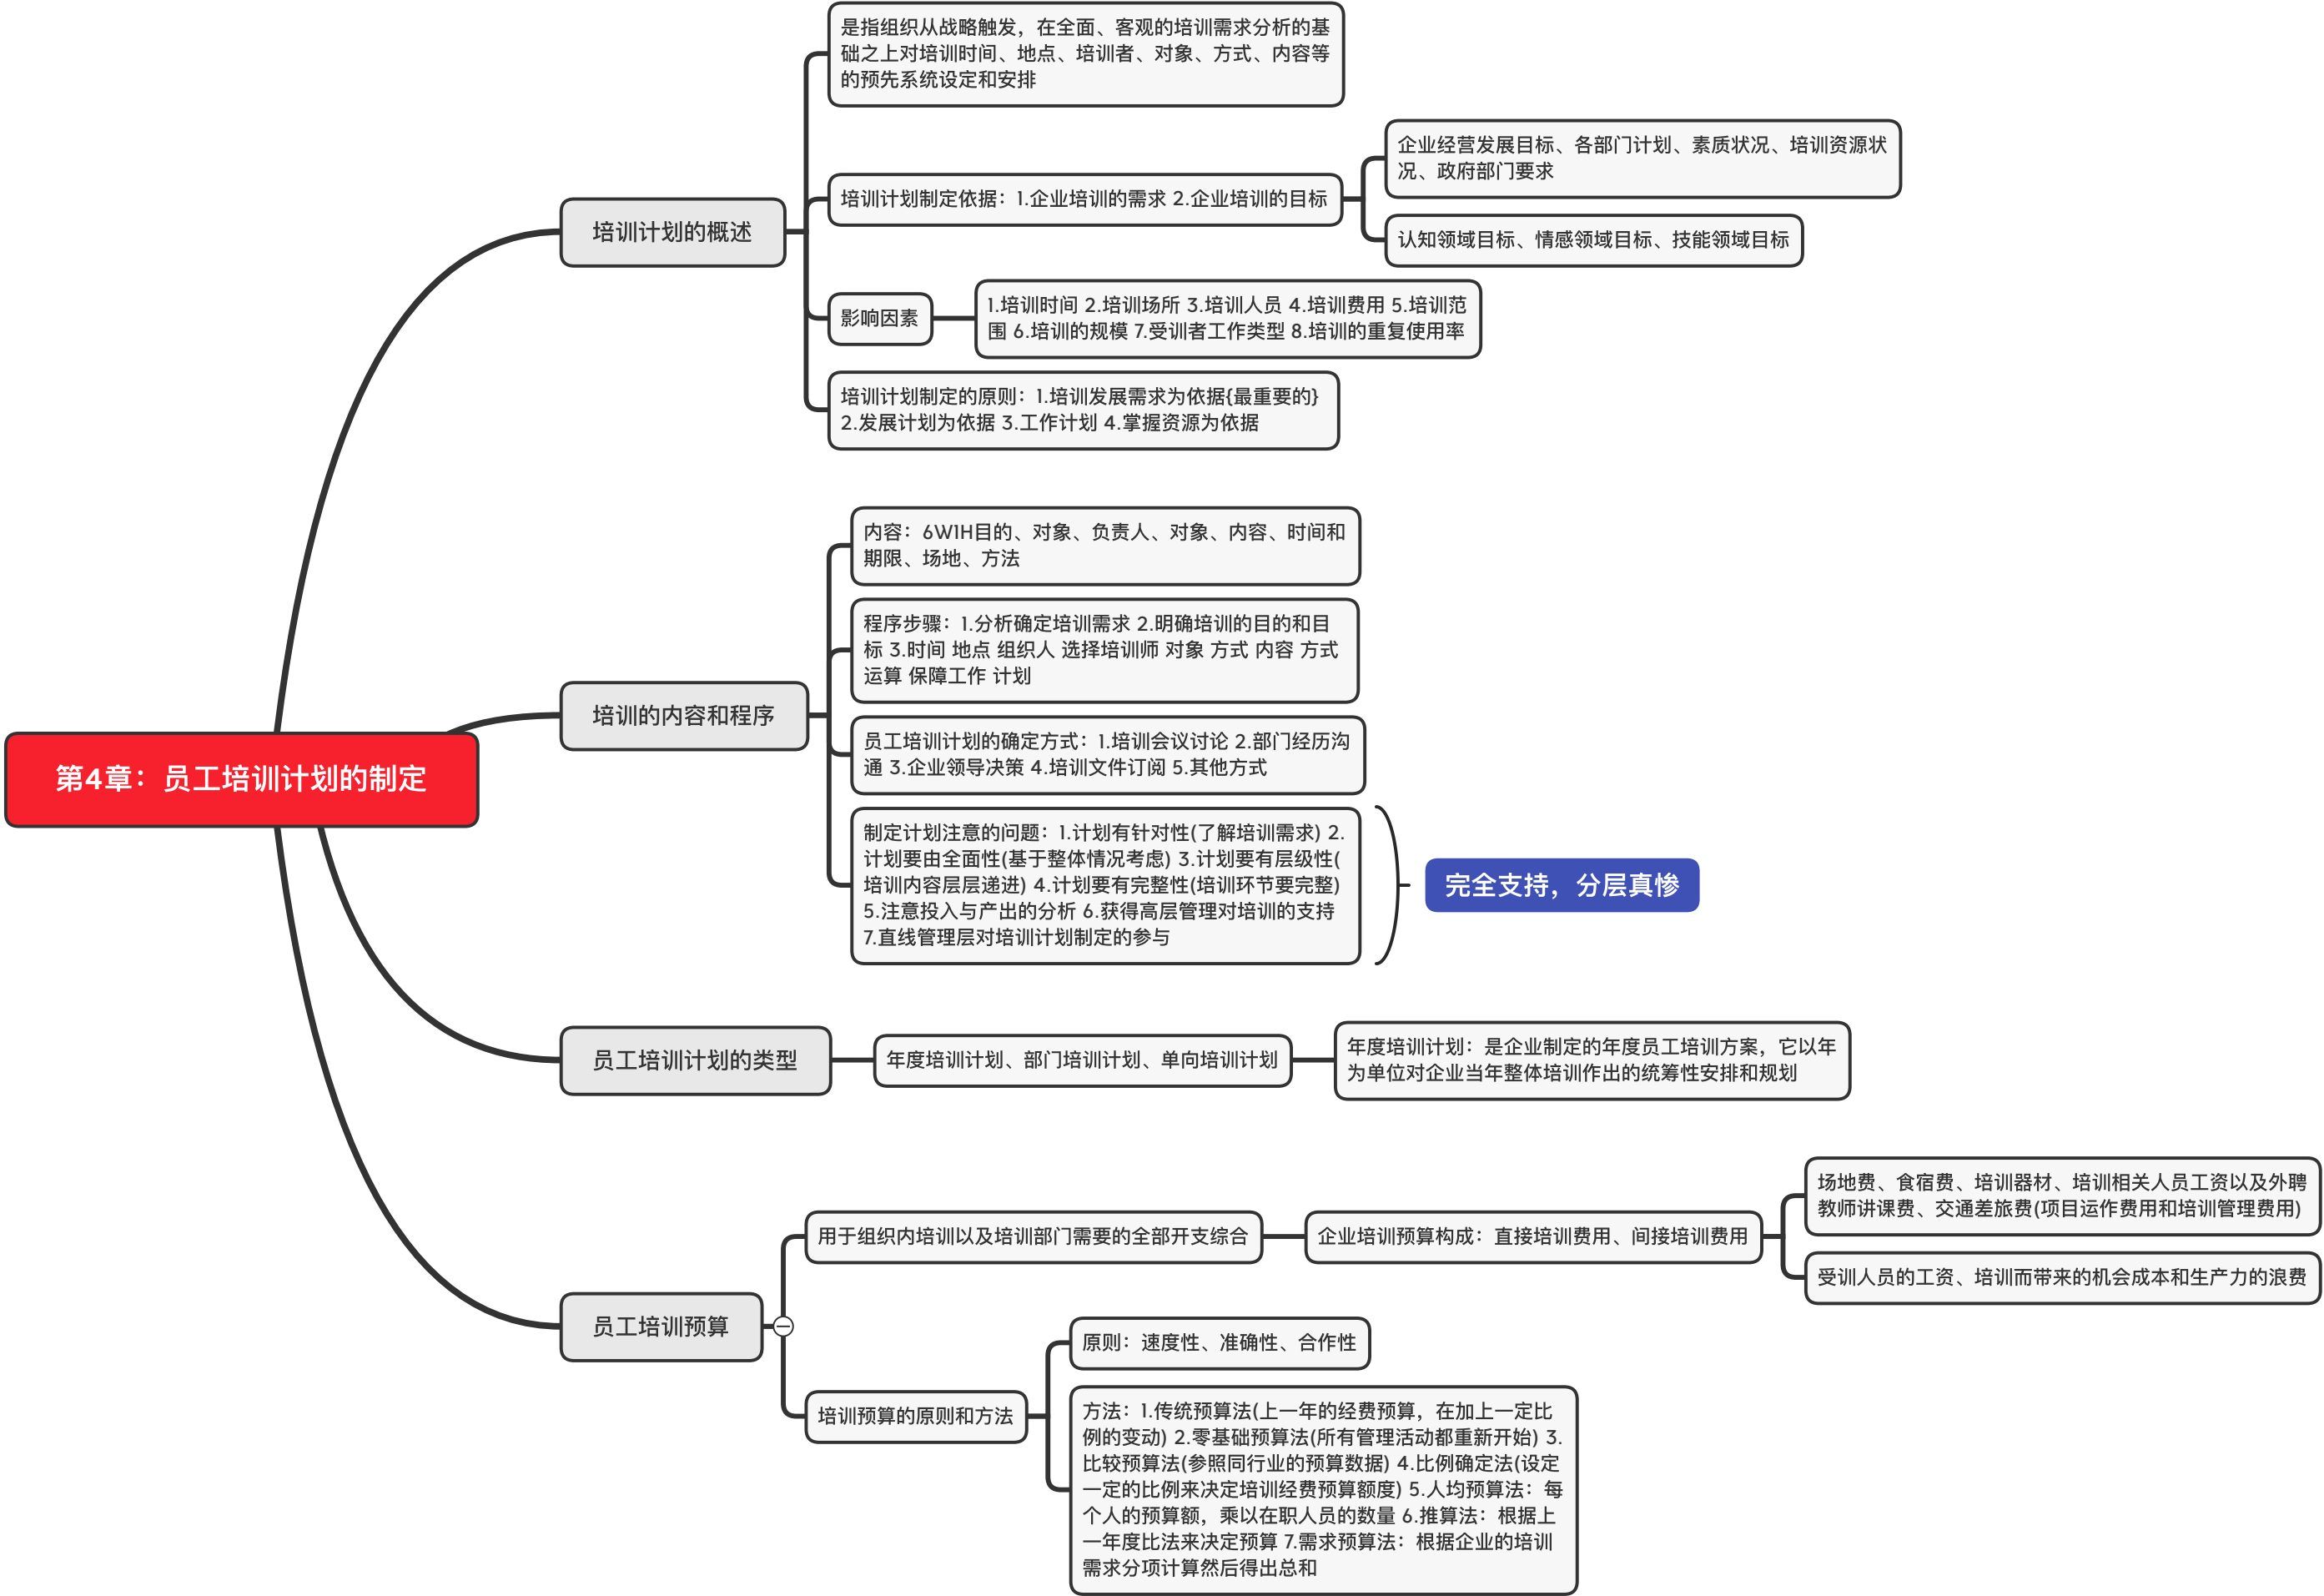 第4章：员工培训计划的制定
培训计划的概述
是指组织从战略触发，在全面、客观的培训需求分析的基
础之上对培训时间、地点、培训者、对象、方式、内容等
的预先系统设定和安排
培训计划制定依据：1.企业培训的需求 2.企业培训的目标
企业经营发展目标、各部门计划、素质状况、培训资源状
况、政府部门要求
认知领域目标、情感领域目标、技能领域目标
影响因素
1.培训时间 2.培训场所 3.培训人员 4.培训费用 5.培训范
围 6.培训的规模 7.受训者工作类型 8.培训的重复使用率
培训计划制定的原则：1.培训发展需求为依据{最重要的}
2.发展计划为依据 3.工作计划 4.掌握资源为依据
培训的内容和程序
内容：6W1H目的、对象、负责人、对象、内容、时间和
期限、场地、方法
程序步骤：1.分析确定培训需求 2.明确培训的目的和目
标 3.时间 地点 组织人 选择培训师 对象 方式 内容 方式
运算 保障工作 计划
员工培训计划的确定方式：1.培训会议讨论 2.部门经历沟
通 3.企业领导决策 4.培训文件订阅 5.其他方式
制定计划注意的问题：1.计划有针对性(了解培训需求) 2.
计划要由全面性(基于整体情况考虑) 3.计划要有层级性(
培训内容层层递进) 4.计划要有完整性(培训环节要完整)
5.注意投入与产出的分析 6.获得高层管理对培训的支持
7.直线管理层对培训计划制定的参与
完全支持，分层真惨
员工培训计划的类型
年度培训计划、部门培训计划、单向培训计划
年度培训计划：是企业制定的年度员工培训方案，它以年
为单位对企业当年整体培训作出的统筹性安排和规划
员工培训预算
用于组织内培训以及培训部门需要的全部开支综合
企业培训预算构成：直接培训费用、间接培训费用
场地费、食宿费、培训器材、培训相关人员工资以及外聘
教师讲课费、交通差旅费(项目运作费用和培训管理费用)
受训人员的工资、培训而带来的机会成本和生产力的浪费
培训预算的原则和方法
原则：速度性、准确性、合作性
方法：1.传统预算法(上一年的经费预算，在加上一定比
例的变动) 2.零基础预算法(所有管理活动都重新开始) 3.
比较预算法(参照同行业的预算数据) 4.比例确定法(设定
一定的比例来决定培训经费预算额度) 5.人均预算法：每
个人的预算额，乘以在职人员的数量 6.推算法：根据上
一年度比法来决定预算 7.需求预算法：根据企业的培训
需求分项计算然后得出总和